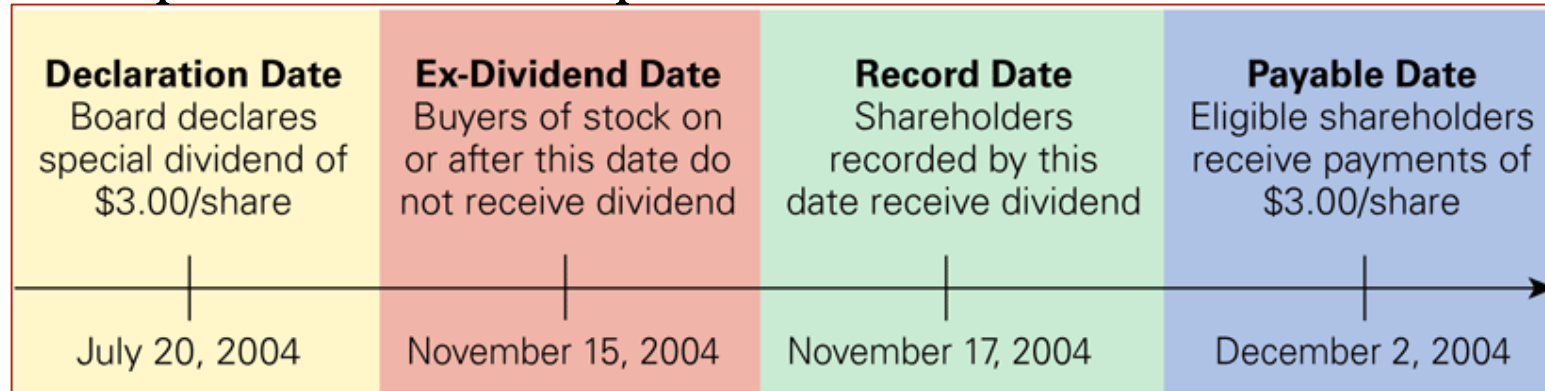 Declaration Date
Board declares
special dividend of
$3.00/share
July 20, 2004
Ex-Dividend Date
Buyers of stock on
or after this date do
not receive dividend
November 15, 2004
Record Date
Shareholders
recorded by this
date receive dividend
November 17, 2004
Payable Date
Eligible shareholders
receive payments of
$3.00/share
December 2, 2004